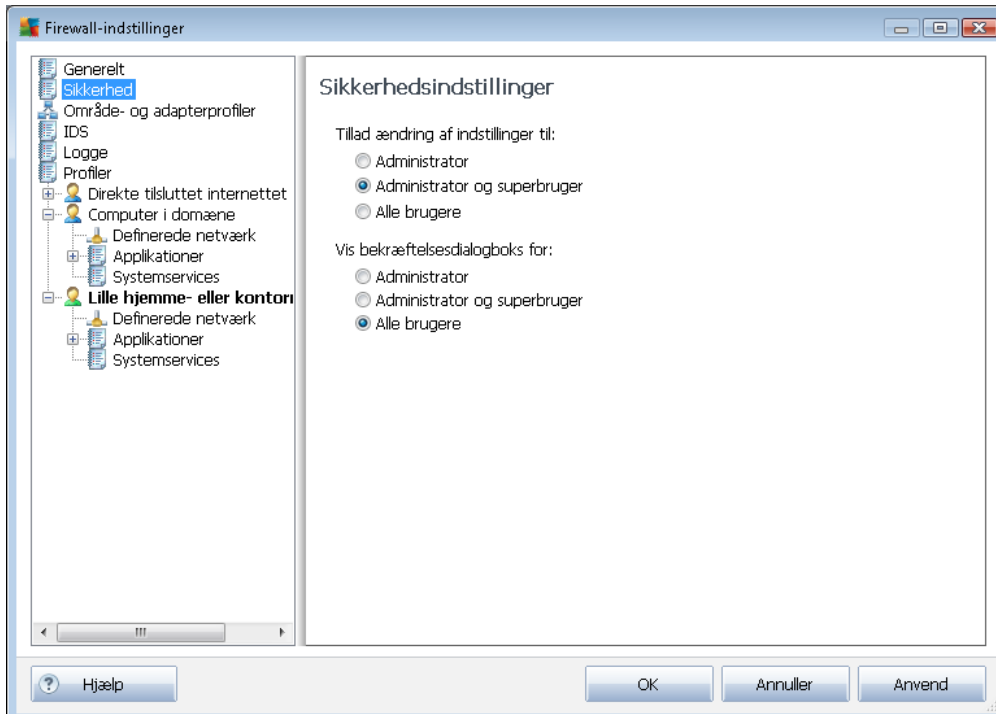 Firewall-indstillinger
Generelt
Sikkerhed
Område- og adapterprofiler
IDS
Logge
Profiler
Direkte tilsluttet internettet
Computer i domæne
Definerede netværk
Applikationer
Systemservices
Lille hjemme- eller
Definerede netværk
Applikationer
Systemservices
Sikkerhedsindstillinger
Tillad ændring af indstillinger til:
Administrator
Administrator og superbruger
Alle brugere
Vis bekræftelsesdialogboks for:
Administrator
Administrator og superbruger
Alle brugere
Hjælp
OK
Annuller
Anvend